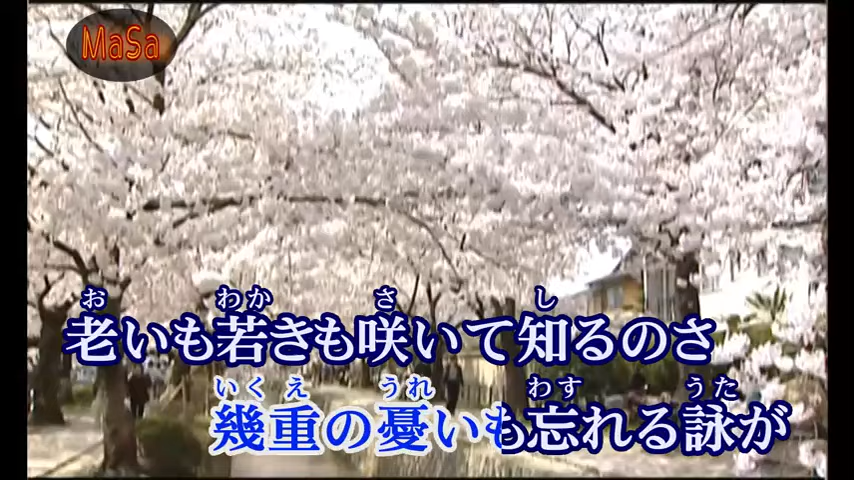 MaSa
お わか さ し
老いも若きも咲いて知るのさ
いくえ うれ わす うた
幾重の憂いも忘れる詠が